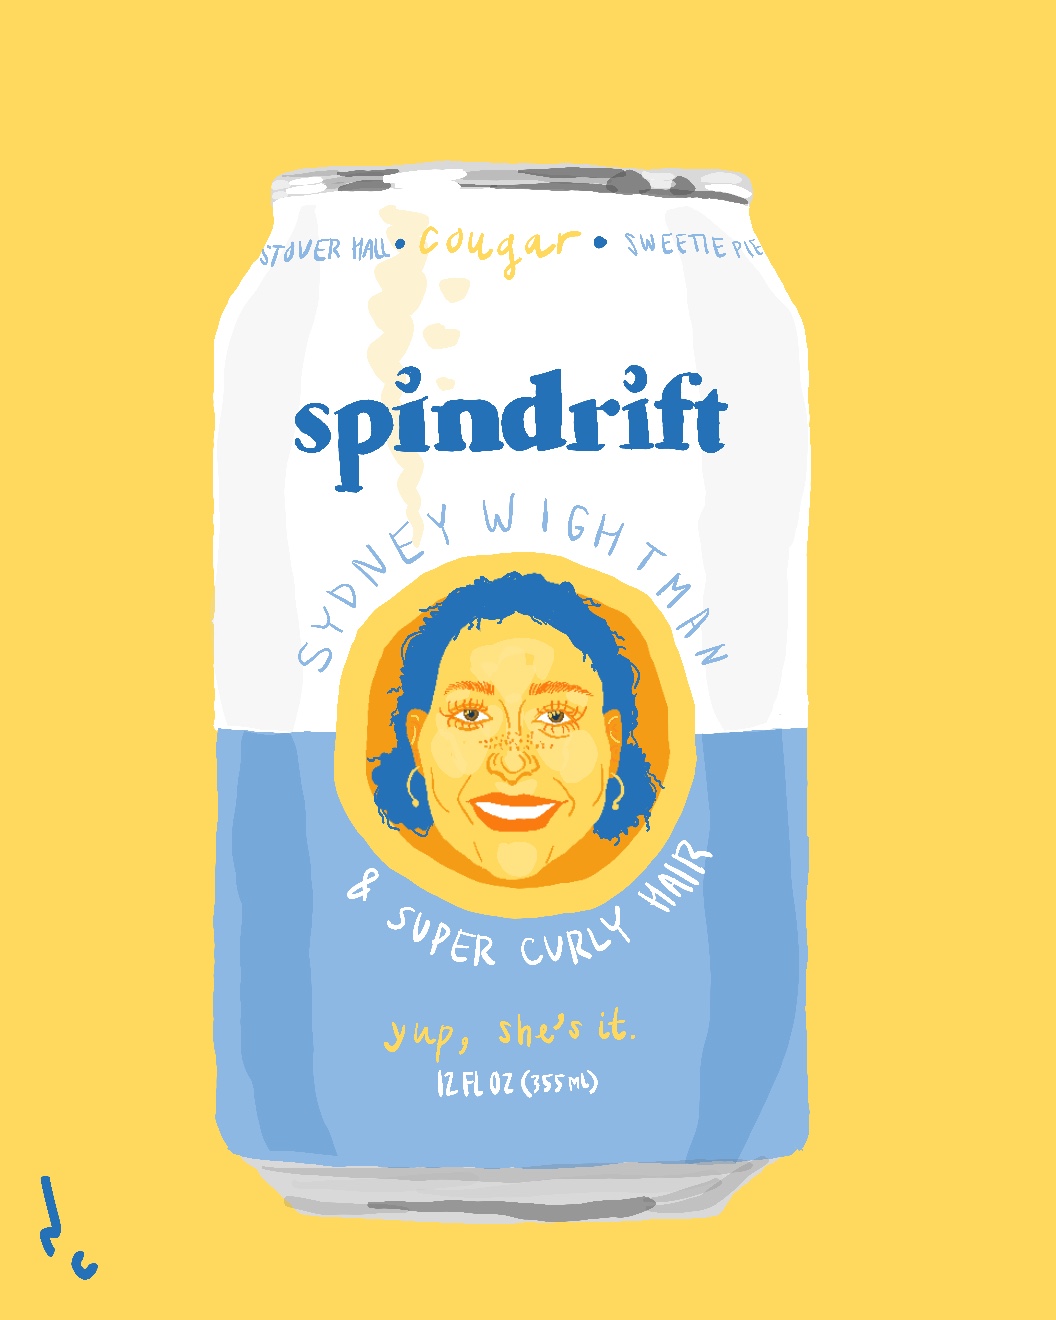 STOVER HALL • cougar • SWEETIE PIE
spindrift
SYDNEY WIGHTMAN
& SUPER CURLY HAIR
yup, she's it.
12 FL OZ (355 ML)